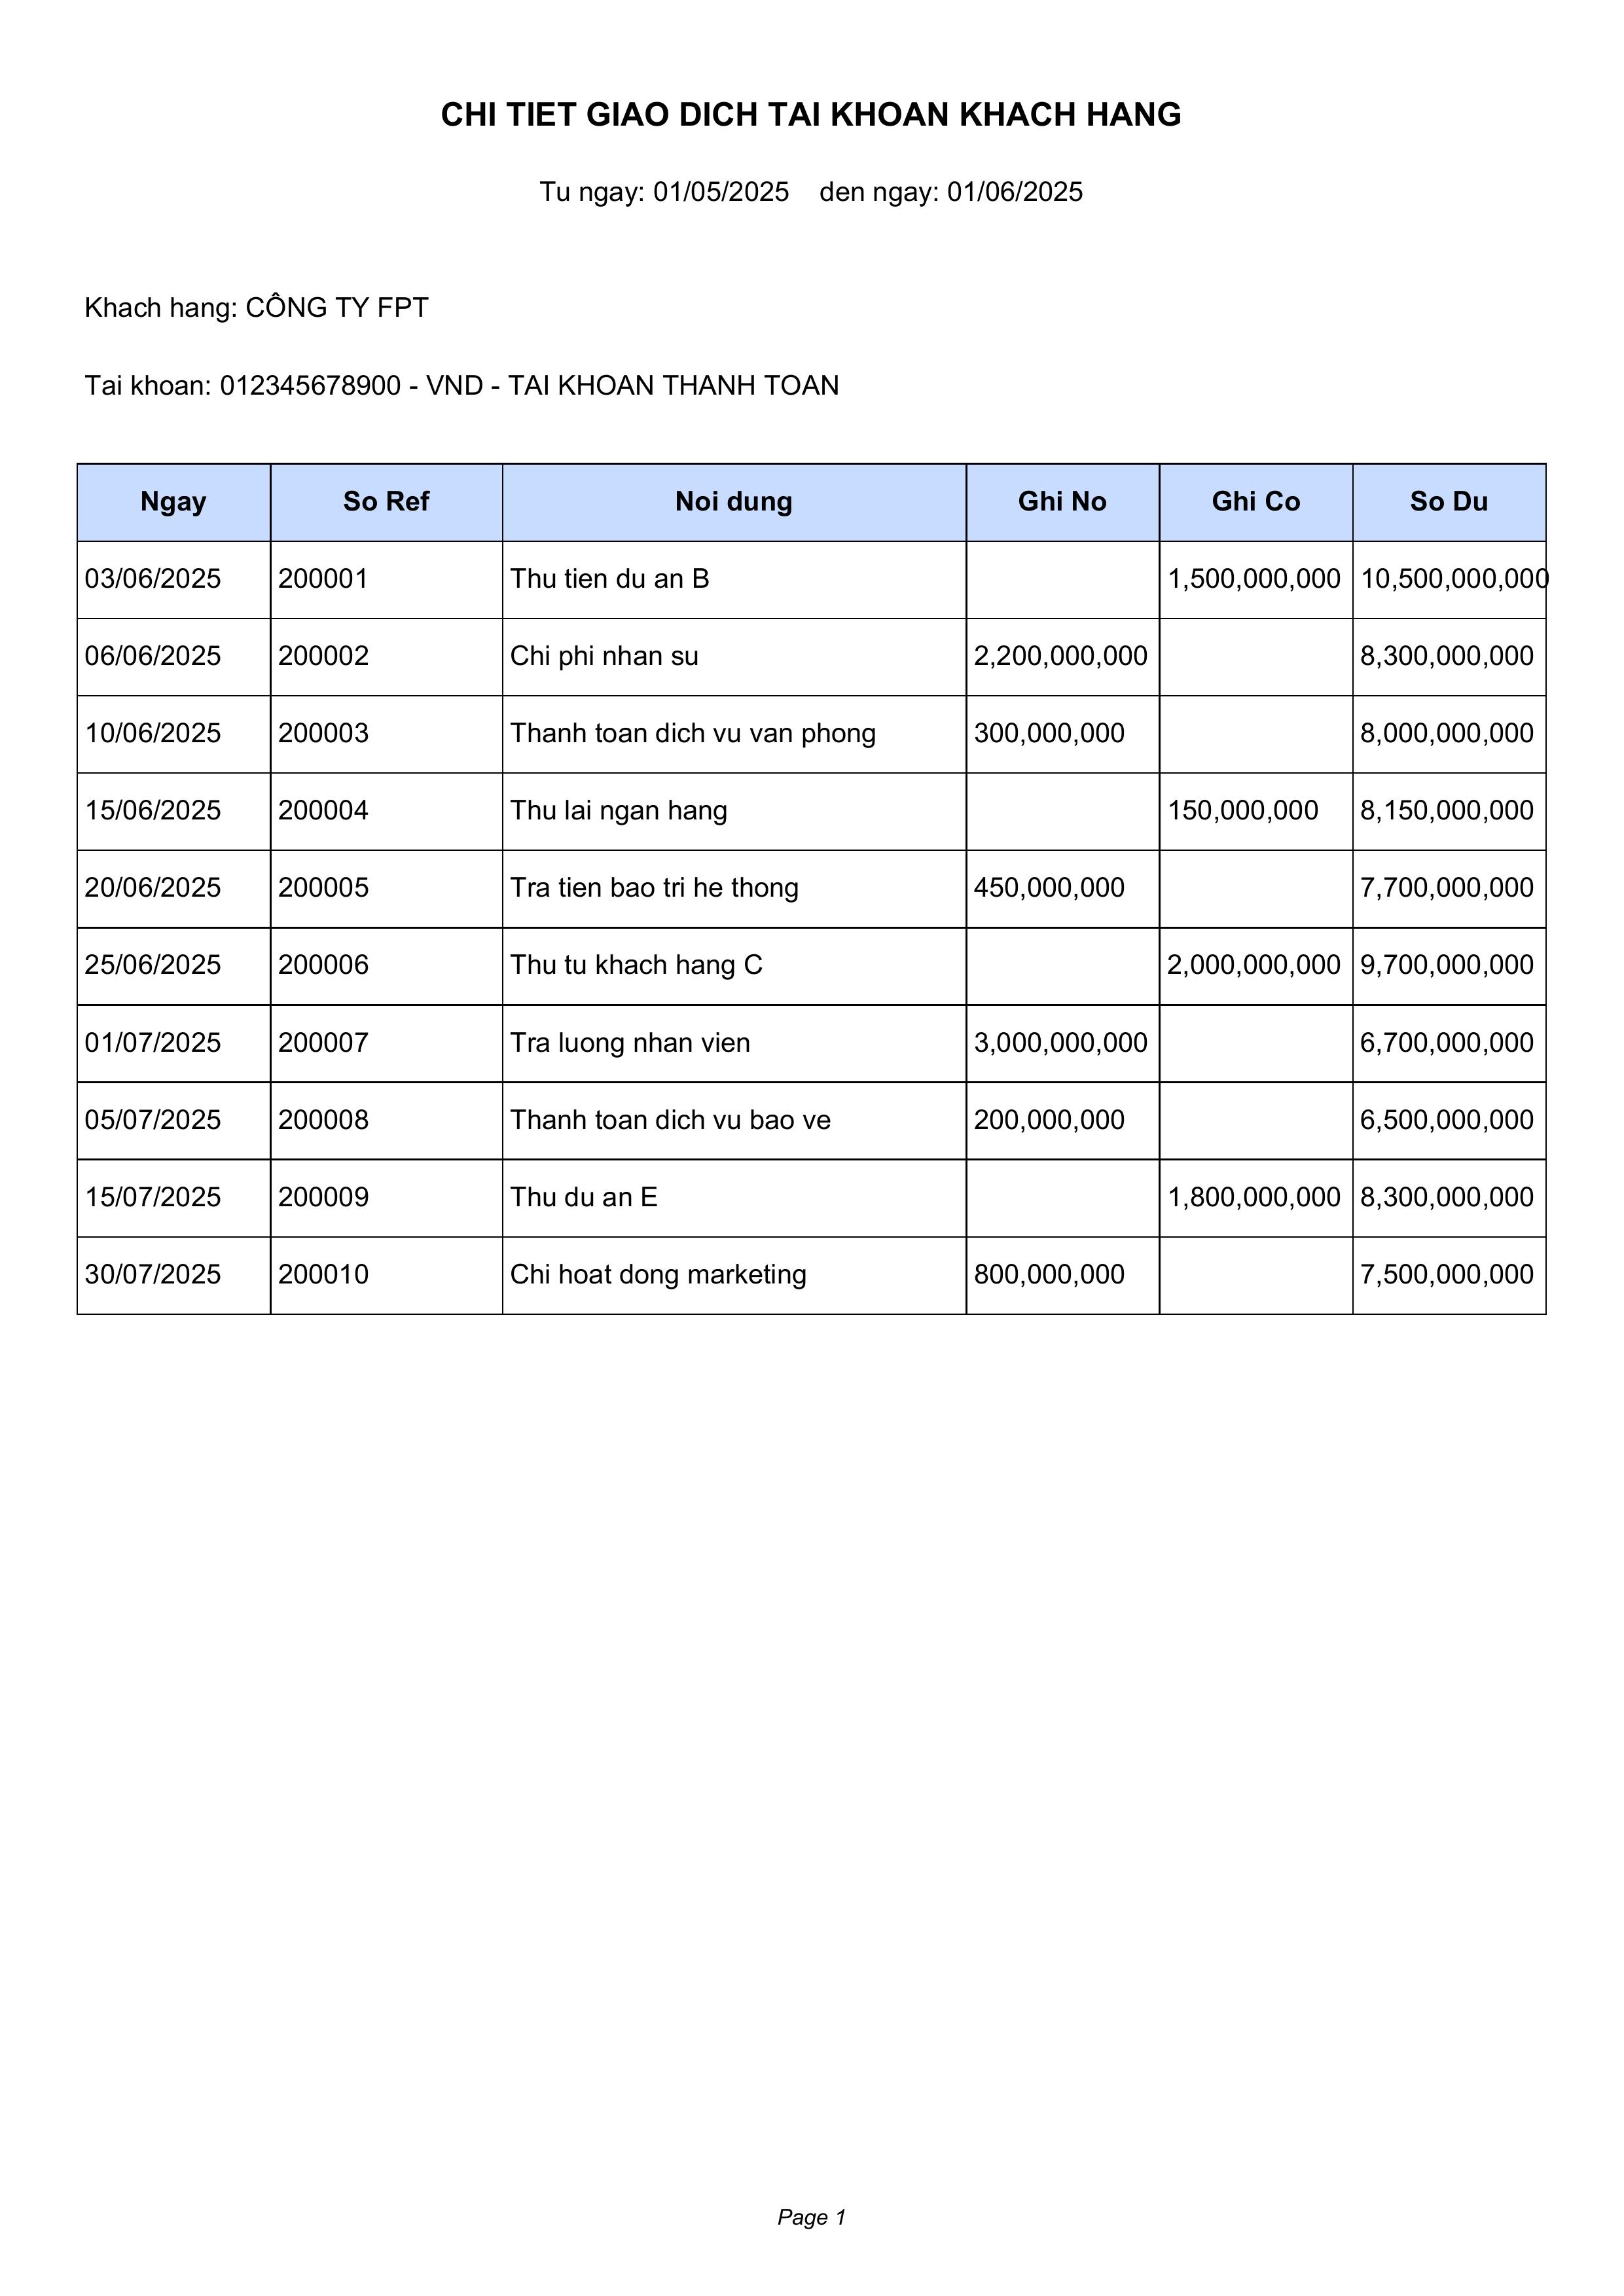 CHI TIET GIAO DICH TAI KHOAN KHACH HANG
Tu ngay: 01/05/2025 den ngay: 01/06/2025
Khach hang: CÔNG TY FPT
Tai khoan: 012345678900 - VND - TAI KHOAN THANH TOAN
Ngay So Ref Noi dung Ghi No Ghi Co So Du
03/06/2025 200001 Thu tien du an B 1,500,000,000 10,500,000,000
06/06/2025 200002 Chi phi nhan su 2,200,000,000 8,300,000,000
10/06/2025 200003 Thanh toan dich vu van phong 300,000,000 8,000,000,000
15/06/2025 200004 Thu lai ngan hang 150,000,000 8,150,000,000
20/06/2025 200005 Tra tien bao tri he thong 450,000,000 7,700,000,000
25/06/2025 200006 Thu tu khach hang C 2,000,000,000 9,700,000,000
01/07/2025 200007 Tra luong nhan vien 3,000,000,000 6,700,000,000
05/07/2025 200008 Thanh toan dich vu bao ve 200,000,000 6,500,000,000
15/07/2025 200009 Thu du an E 1,800,000,000 8,300,000,000
30/07/2025 200010 Chi hoat dong marketing 800,000,000 7,500,000,000
Page 1